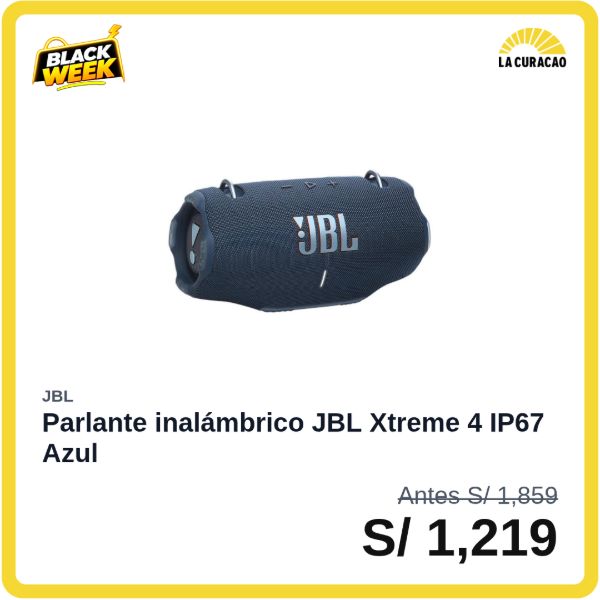 BLACK
WEEK
LA CURACAO
JBL
JBL
Parlante inalámbrico JBL Xtreme 4 IP67
Azul
Antes S/ 1,859
S/ 1,219